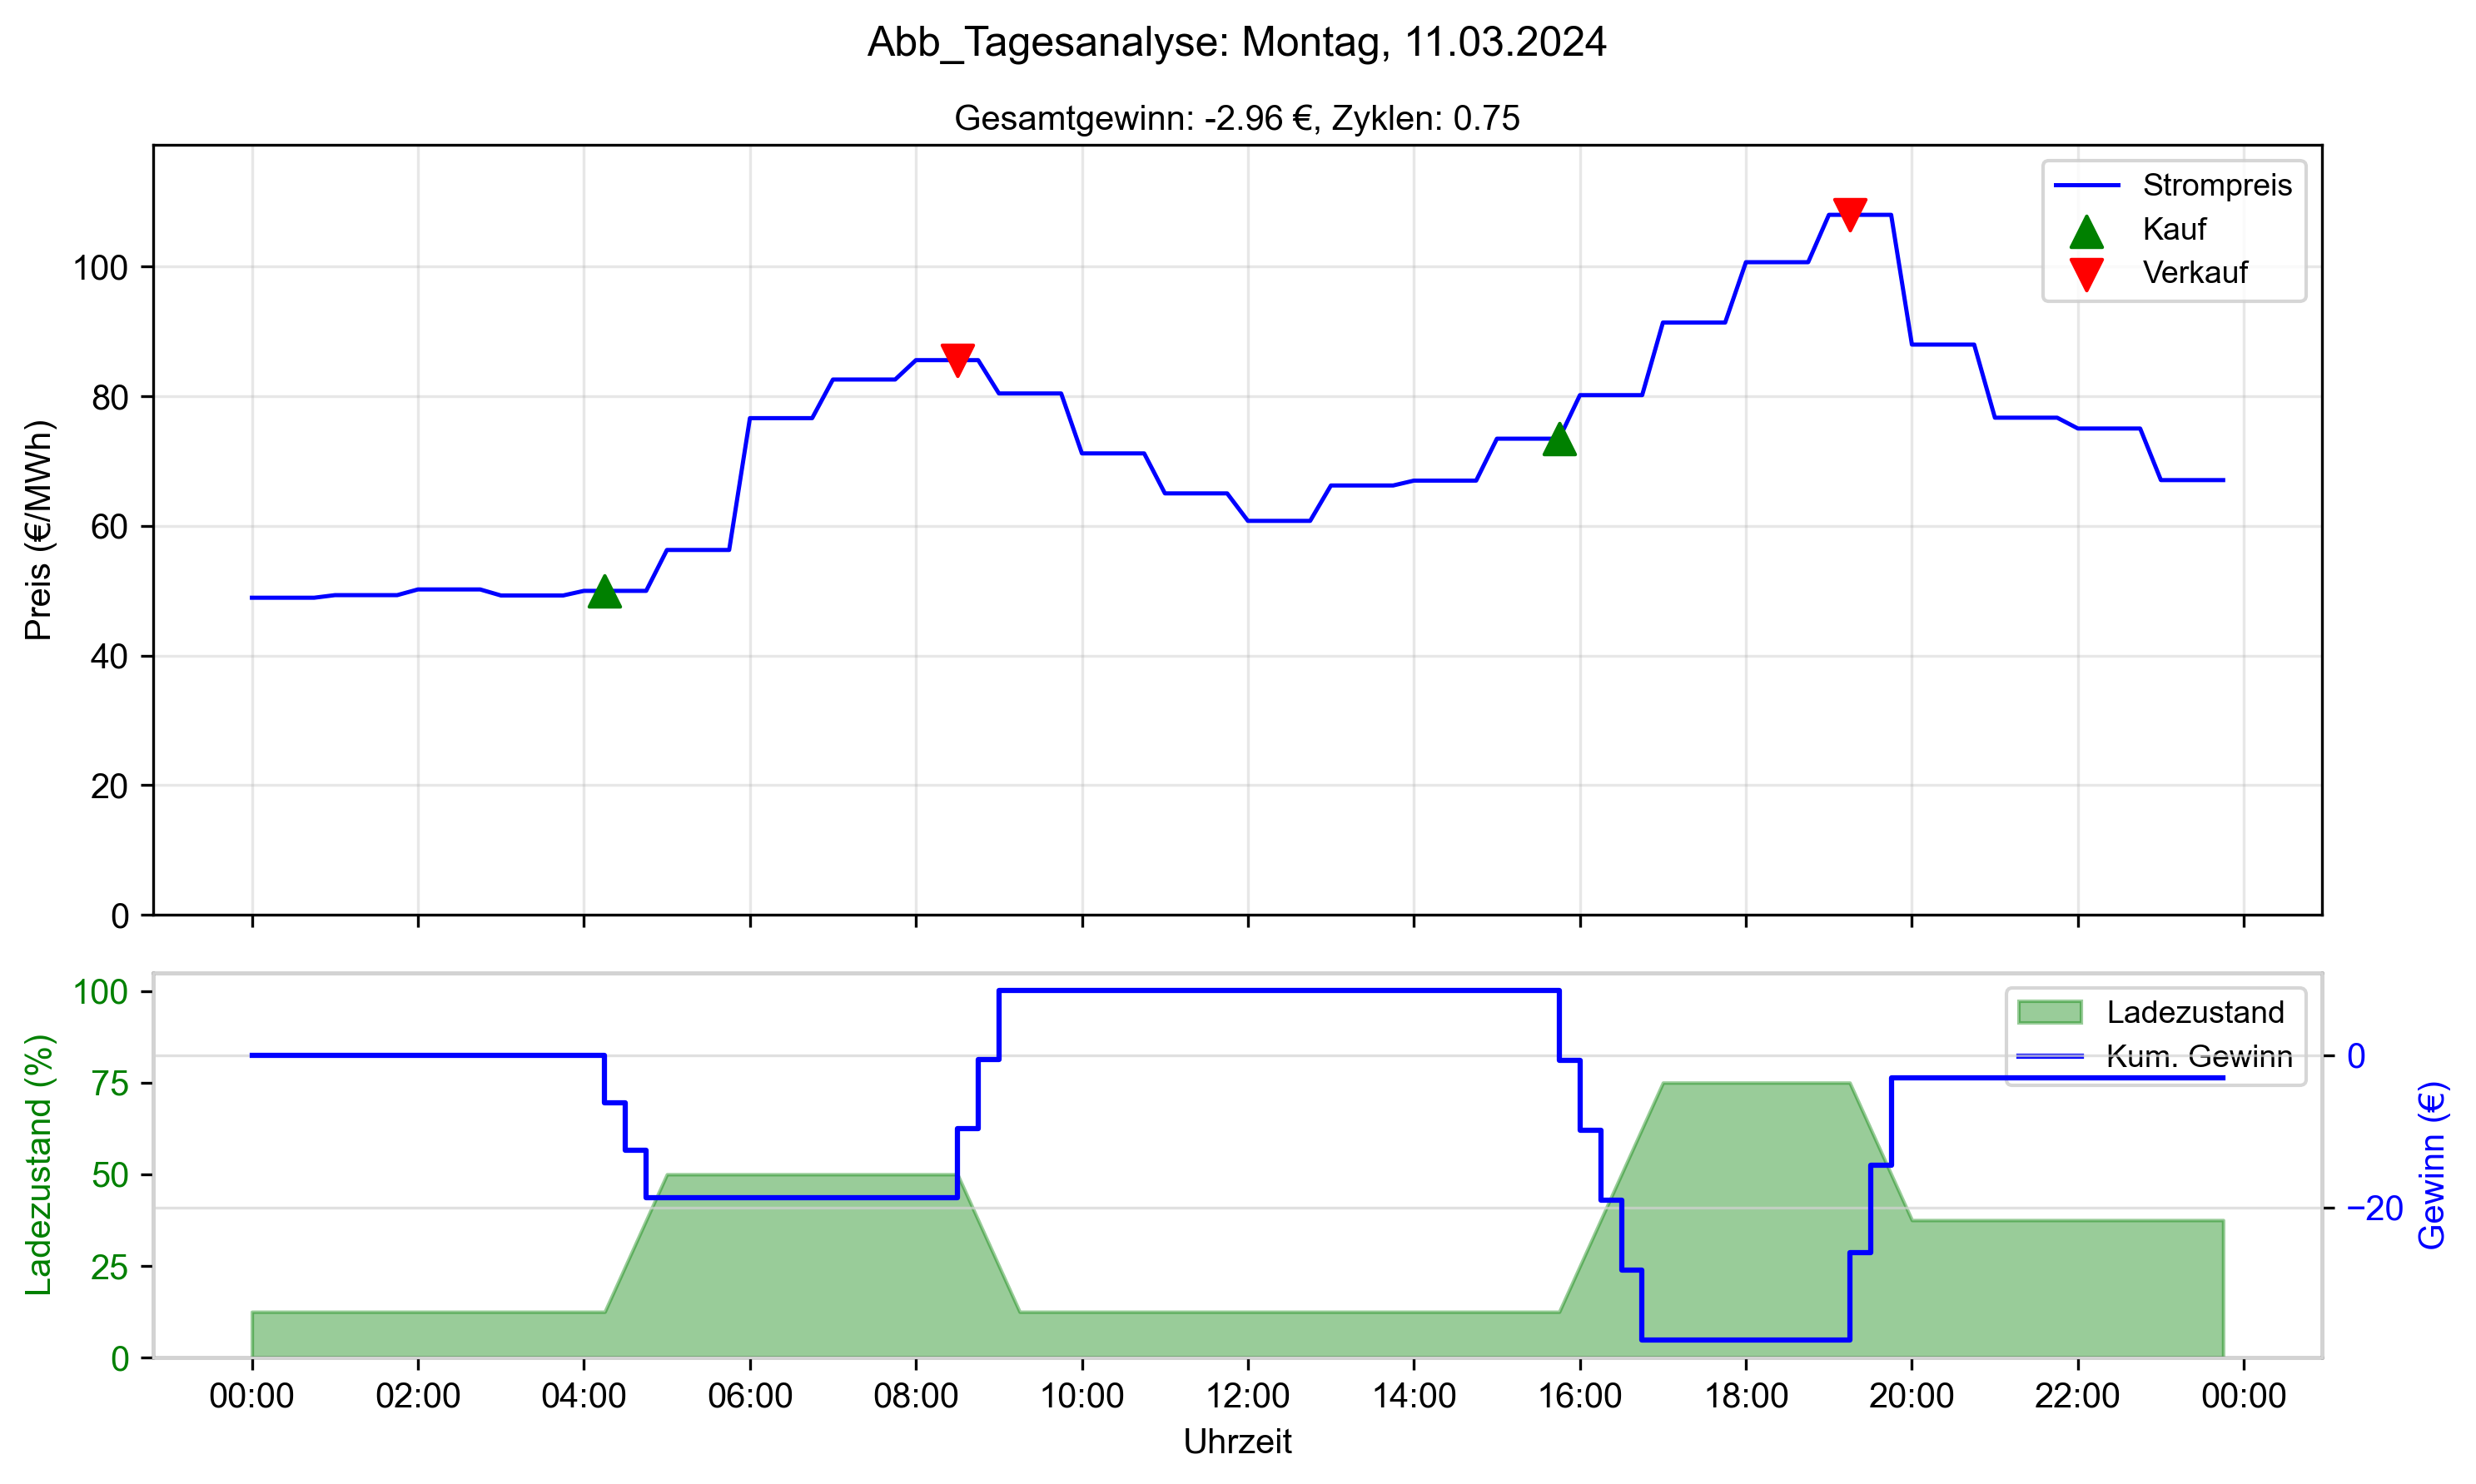 Abb_Tagesanalyse: Montag, 11.03.2024
Gesamtgewinn: -2.96 €, Zyklen: 0.75
Preis (€/MWh)
100
80
60
40
20
0
Strompreis
Kauf
Verkauf
Ladezustand (%)
100
75
50
25
0
Ladezustand
Kum. Gewinn
0
−20
Gewinn (€)
00:00 02:00 04:00 06:00 08:00 10:00 12:00 14:00 16:00 18:00 20:00 22:00 00:00
Uhrzeit